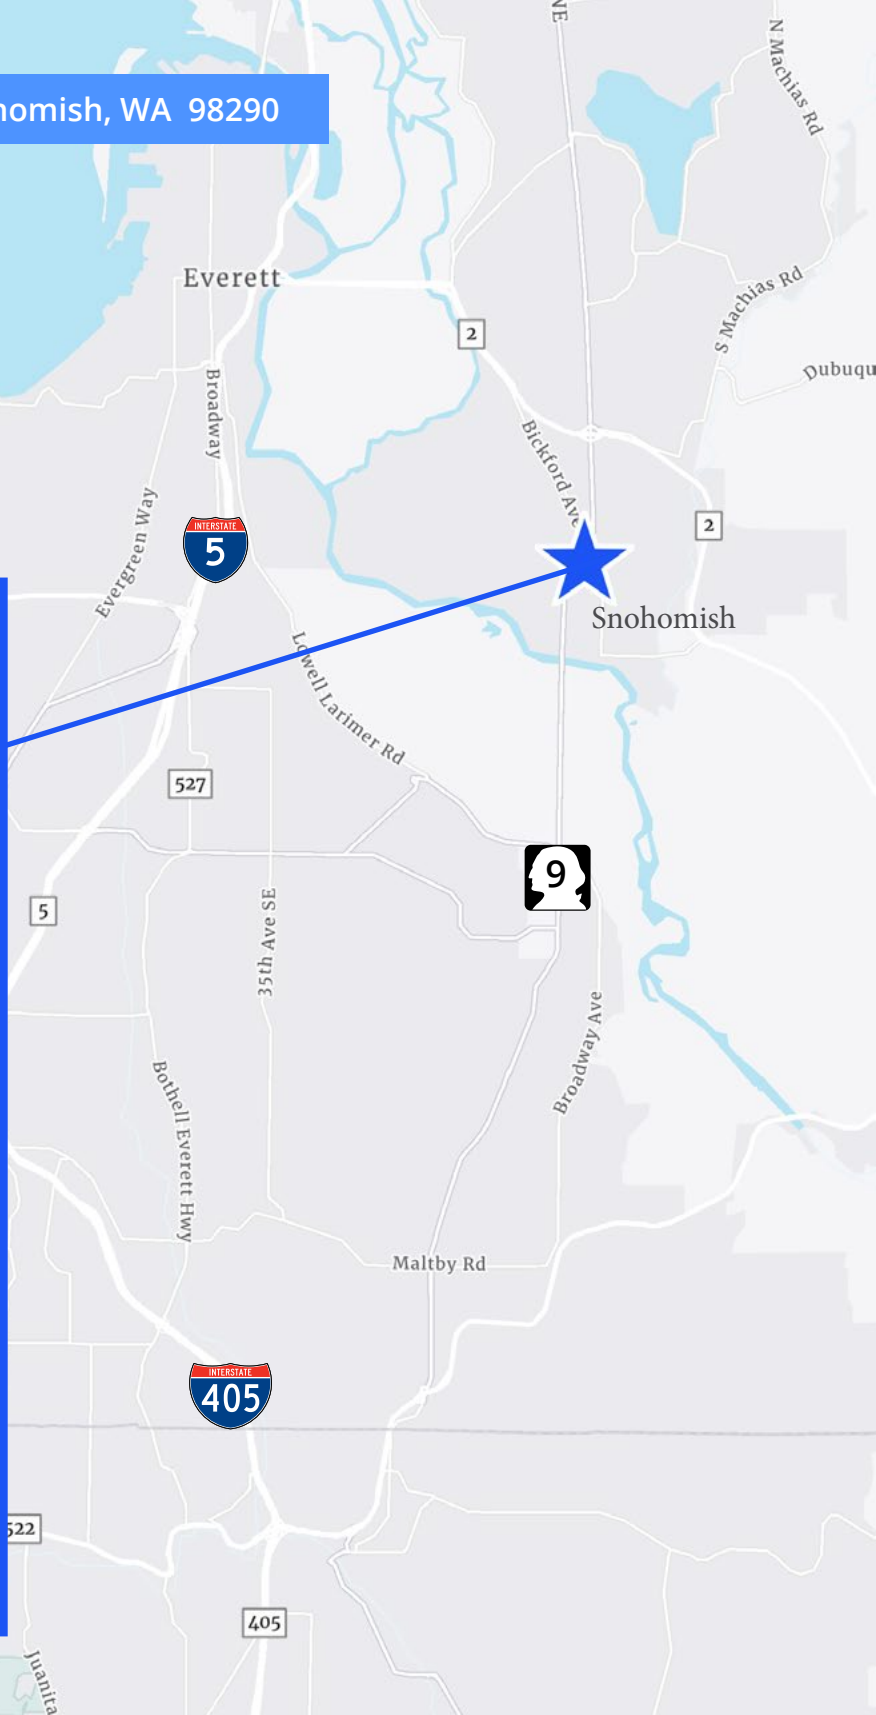 NE
N Machias Rd
nomish, WA 98290
Everett
S Machias Rd
2
Dubuqu
Broadway
Bickford Ave
Evergreen Way
INTERSTATE
5
2
Snohomish
Lowell Larimer Rd
527
9
5
35th Ave SE
Broadway Ave
Bothell Everett Hwy
Maltby Rd
INTERSTATE
405
522
405
Juanita